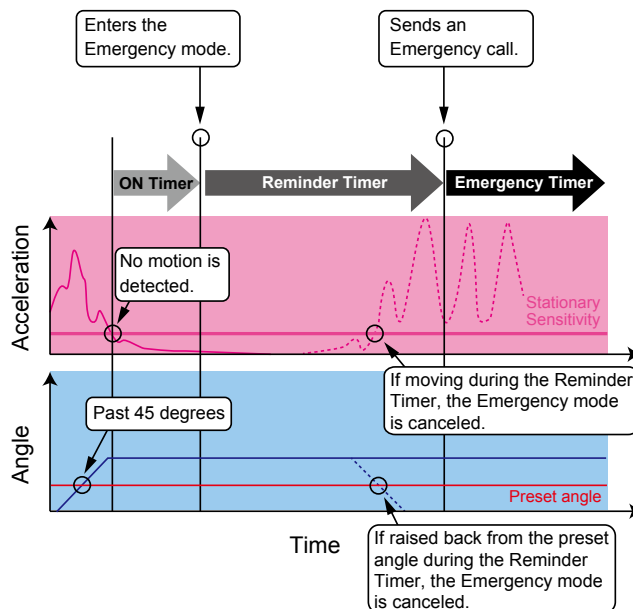 Enters the
Emergency mode.
Sends an
Emergency call.
ON Timer
Reminder Timer
Emergency Timer
Acceleration
No motion is
detected.
Stationary
Sensitivity
If moving during the Reminder
Timer, the Emergency mode
is canceled.
Angle
Past 45 degrees
Preset angle
Time
If raised back from the preset
angle during the Reminder
Timer, the Emergency mode
is canceled.